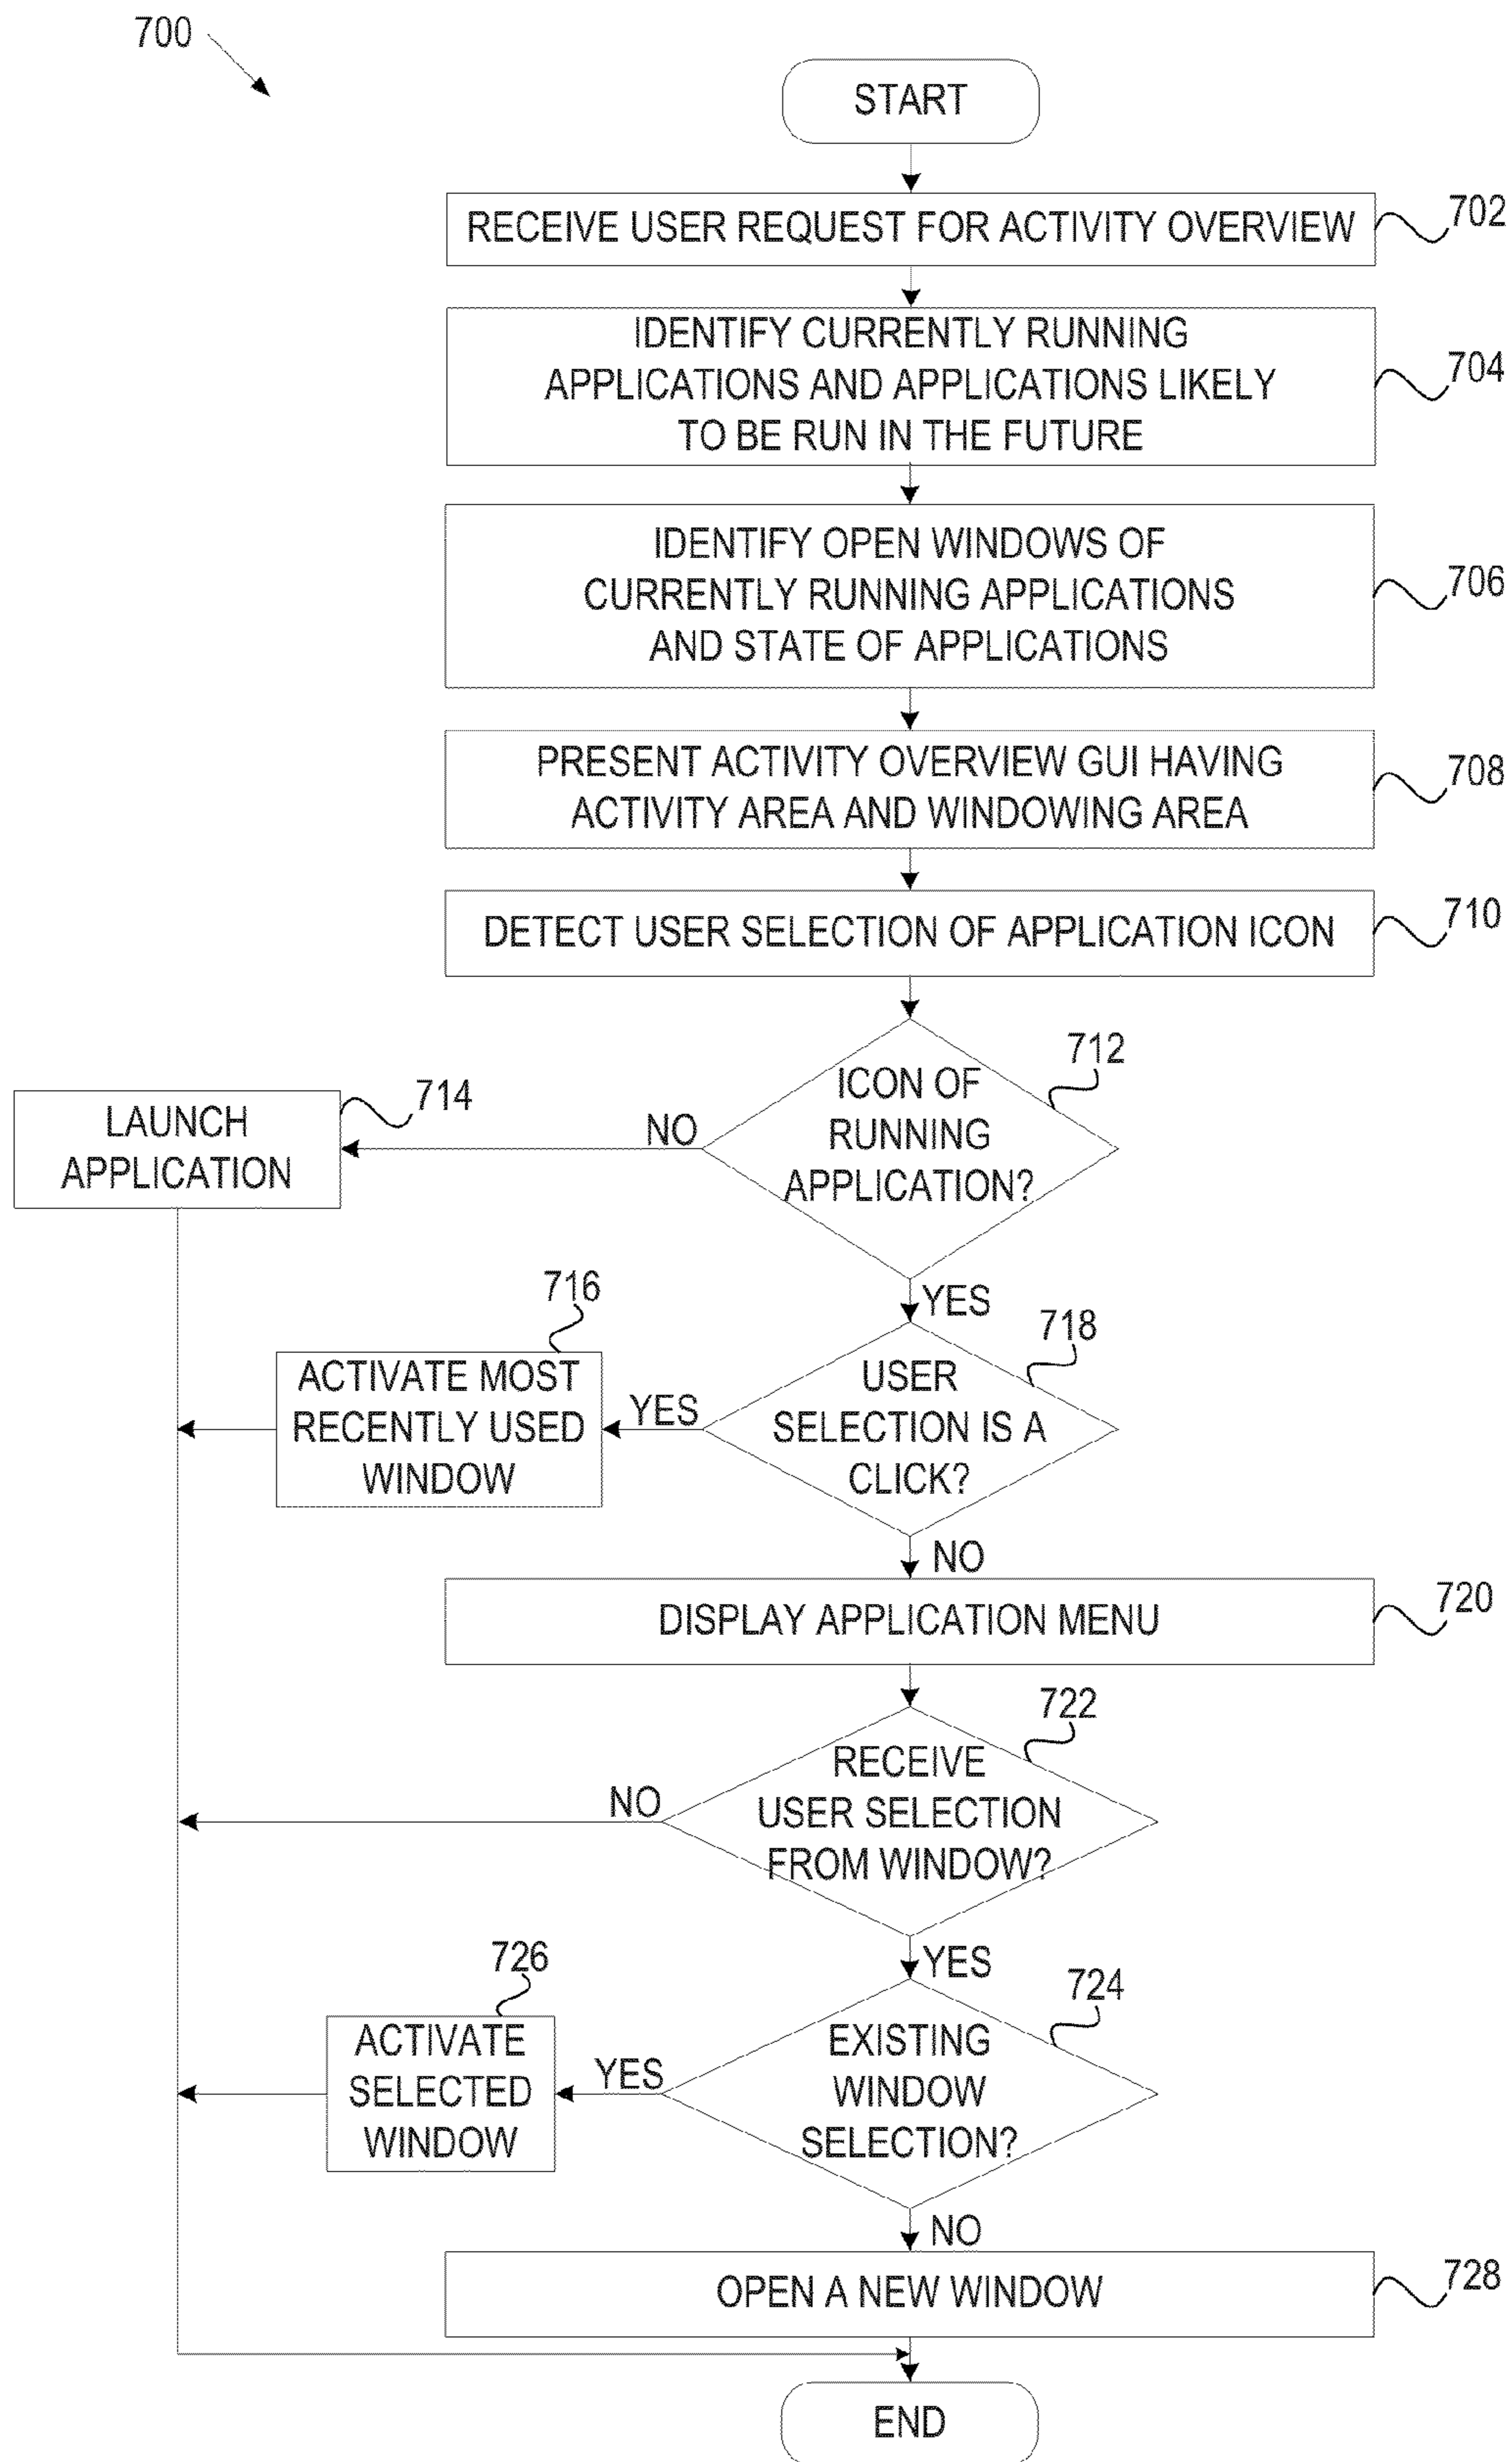 700
START
RECEIVE USER REQUEST FOR ACTIVITY OVERVIEW
702
IDENTIFY CURRENTLY RUNNING
APPLICATIONS AND APPLICATIONS LIKELY
TO BE RUN IN THE FUTURE
704
IDENTIFY OPEN WINDOWS OF
CURRENTLY RUNNING APPLICATIONS
AND STATE OF APPLICATIONS
706
PRESENT ACTIVITY OVERVIEW GUI HAVING
ACTIVITY AREA AND WINDOWING AREA
708
DETECT USER SELECTION OF APPLICATION ICON
710
ICON OF
RUNNING
APPLICATION?
712
NO
LAUNCH
APPLICATION
714
YES
USER
SELECTION IS A
CLICK?
718
YES
ACTIVATE MOST
RECENTLY USED
WINDOW
716
NO
DISPLAY APPLICATION MENU
720
RECEIVE
USER SELECTION
FROM WINDOW?
722
NO
YES
EXISTING
WINDOW
SELECTION?
724
YES
ACTIVATE
SELECTED
WINDOW
726
NO
OPEN A NEW WINDOW
728
END